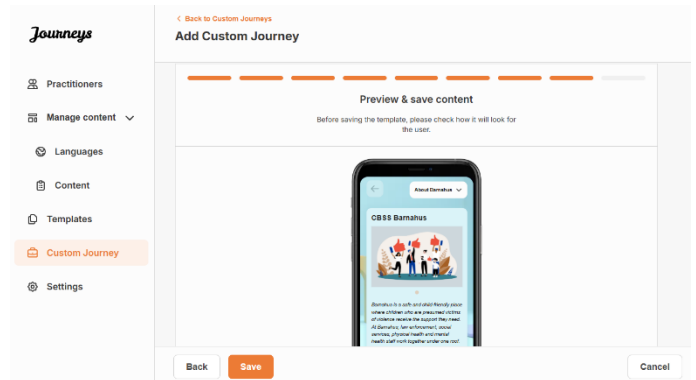 Journeys
Practitioners
Manage content
Languages
Content
Templates
Custom Journey
Settings
Back to Custom Journeys
Add Custom Journey
Preview & save content
Before saving the template, please check how it will look for
the user.
About Barnahus
CBSS Barnahus
Barnahus is a safe and child-friendly place
where children who are presumed victims
of violence receive the support they need.
At Barnahus, law enforcement, social
services, physical health and mental
health staff work together under one roof
Back
Save
Cancel